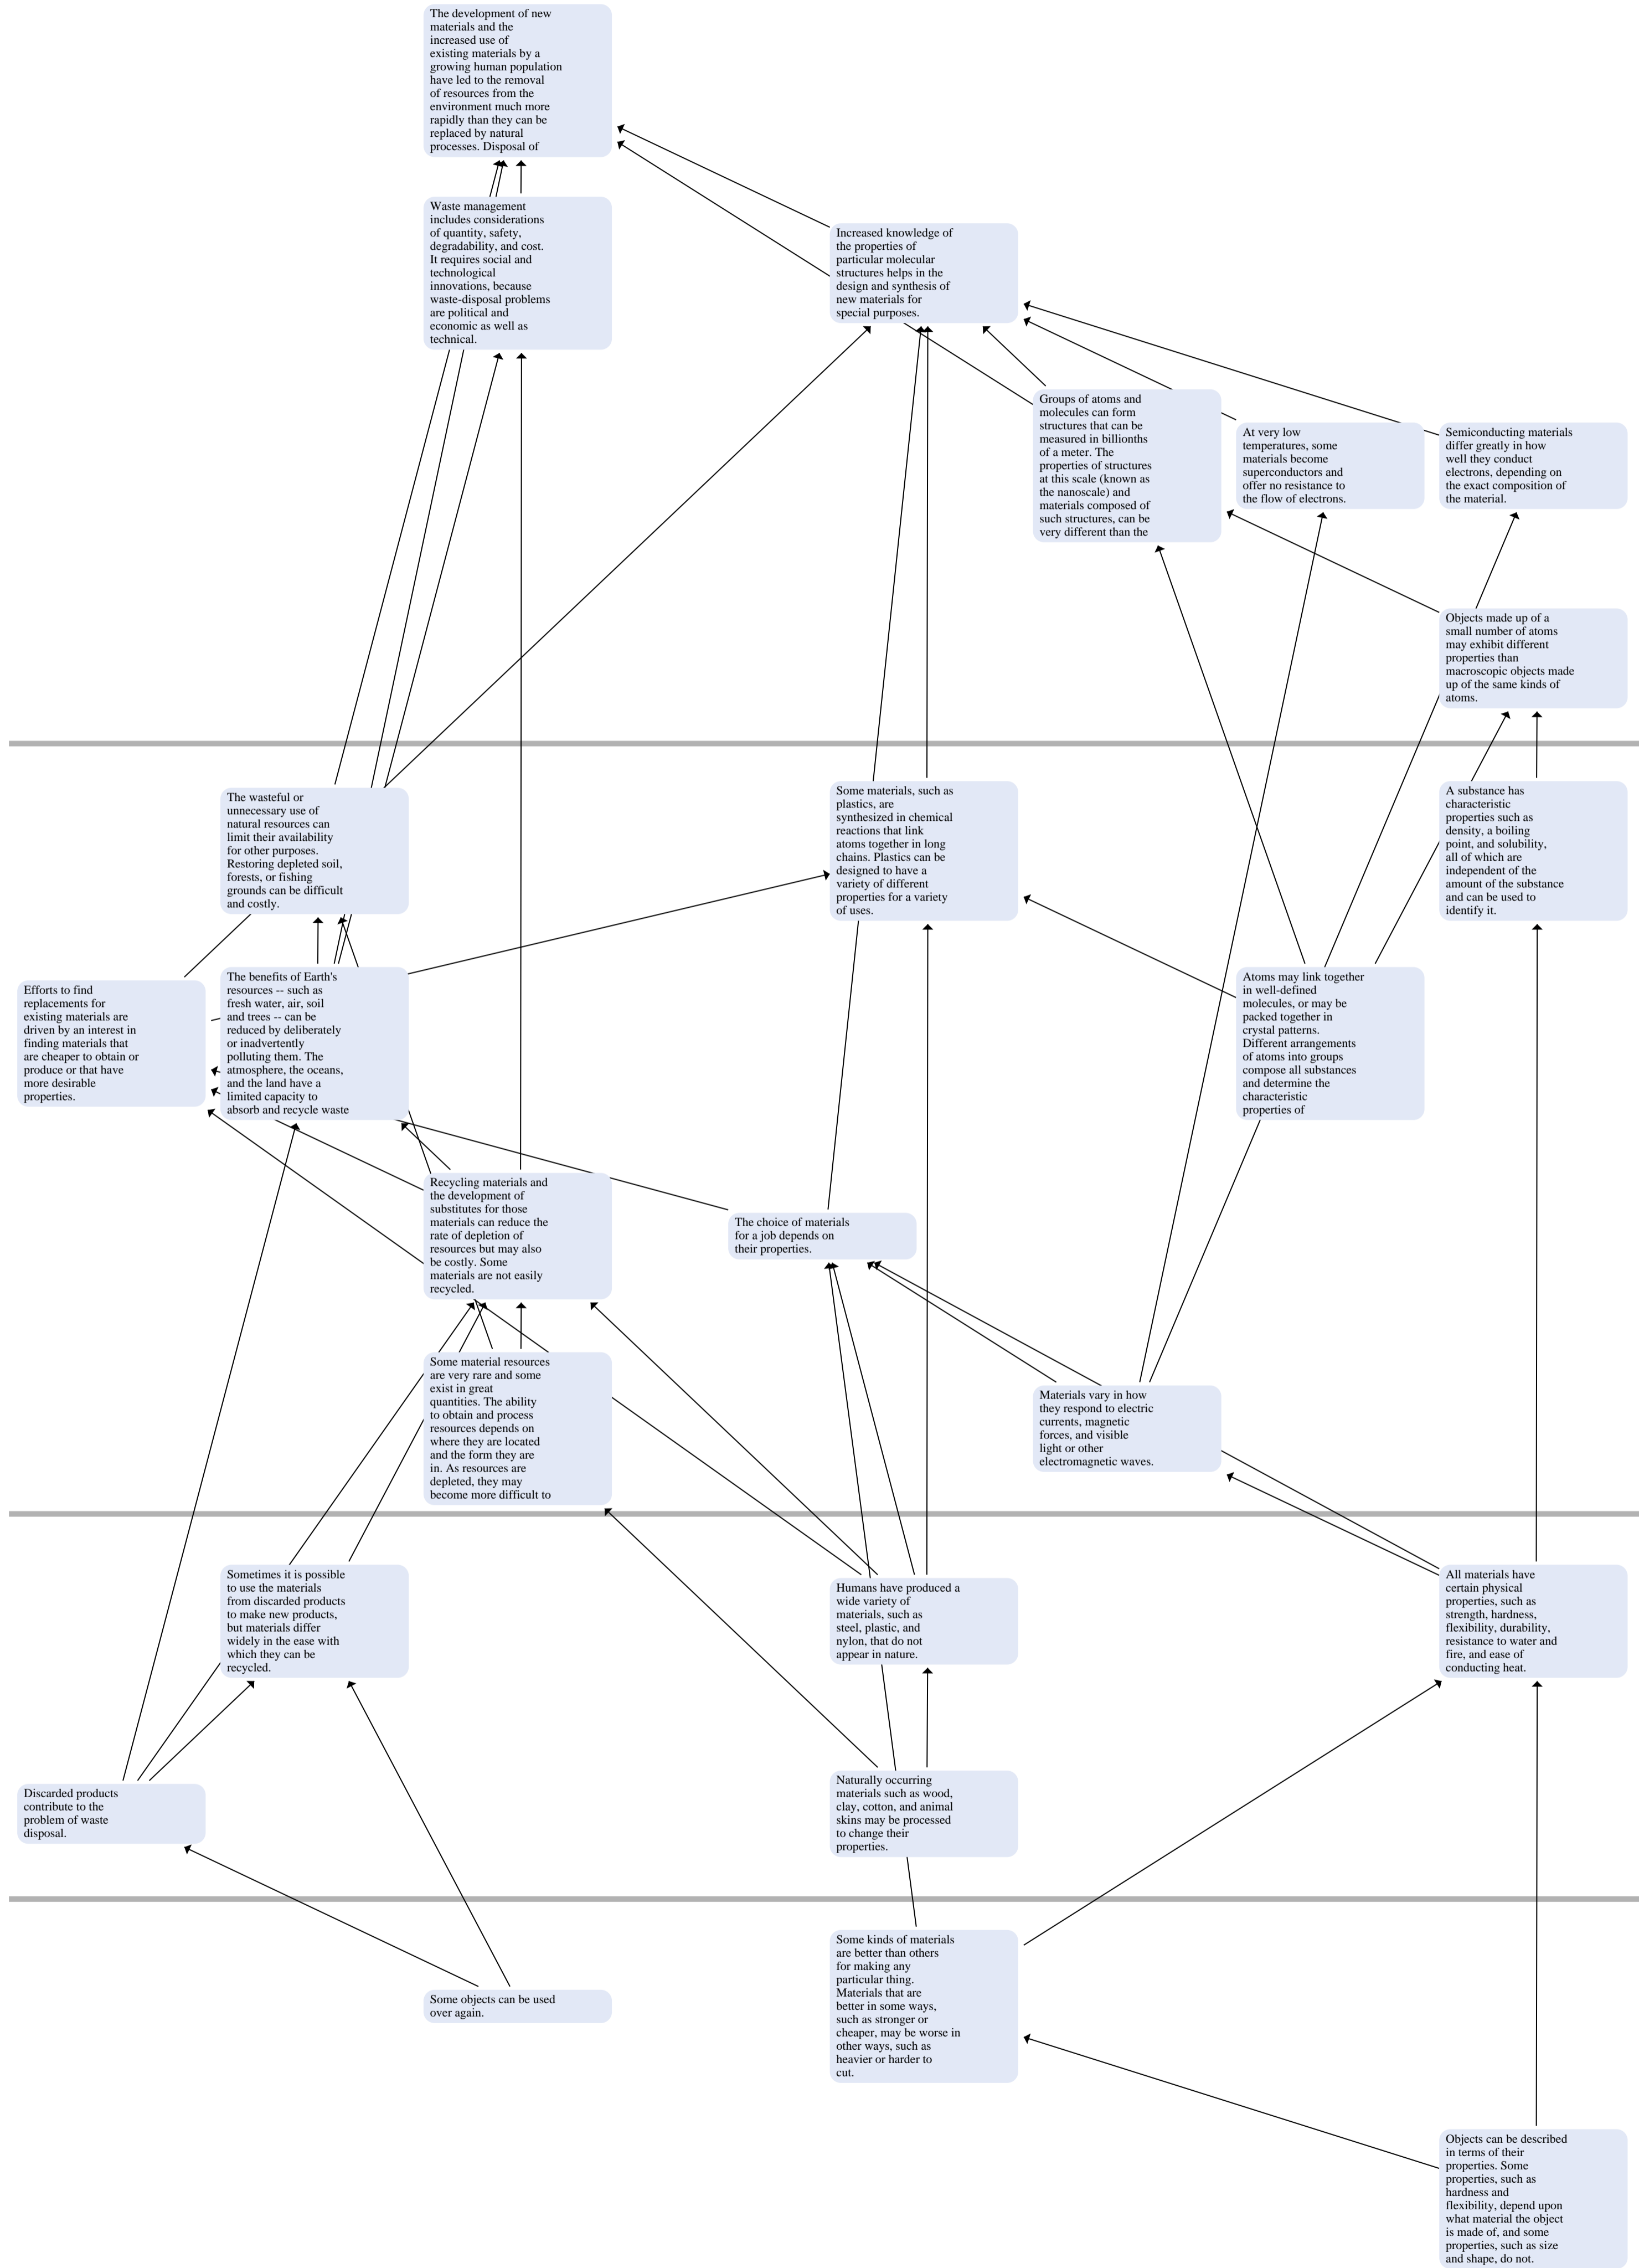 The development of new
materials and the
increased use of
existing materials by a
growing human population
have led to the removal
of resources from the
environment much more
rapidly than they can be
replaced by natural
processes. Disposal of
Waste management
includes considerations
of quantity, safety,
degradability, and cost.
It requires social and
technological
innovations, because
waste-disposal problems
are political and
economic as well as
technical.
Increased knowledge of
the properties of
particular molecular
structures helps in the
design and synthesis of
new materials for
special purposes.
Groups of atoms and
molecules can form
structures that can be
measured in billionths
of a meter. The
properties of structures
at this scale (known as
the nanoscale) and
materials composed of
such structures, can be
very different than the
At very low
temperatures, some
materials become
superconductors and
offer no resistance to
the flow of electrons.
Semiconducting materials
differ greatly in how
well they conduct
electrons, depending on
the exact composition of
the material.
Objects made up of a
small number of atoms
may exhibit different
properties than
macroscopic objects made
up of the same kinds of
atoms.
The wasteful or
unnecessary use of
natural resources can
limit their availability
for other purposes.
Restoring depleted soil,
forests, or fishing
grounds can be difficult
and costly.
Some materials, such as
plastics, are
synthesized in chemical
reactions that link
atoms together in long
chains. Plastics can be
designed to have a
variety of different
properties for a variety
of uses.
A substance has
characteristic
properties such as
density, a boiling
point, and solubility,
all of which are
independent of the
amount of the substance
and can be used to
identify it.
Efforts to find
replacements for
existing materials are
driven by an interest in
finding materials that
are cheaper to obtain or
produce or that have
more desirable
properties.
The benefits of Earth's
resources -- such as
fresh water, air, soil
and trees -- can be
reduced by deliberately
or inadvertently
polluting them. The
atmosphere, the oceans,
and the land have a
limited capacity to
absorb and recycle waste
Atoms may link together
in well-defined
molecules, or may be
packed together in
crystal patterns.
Different arrangements
of atoms into groups
compose all substances
and determine the
characteristic
properties of
Recycling materials and
the development of
substitutes for those
materials can reduce the
rate of depletion of
resources but may also
be costly. Some
materials are not easily
recycled.
The choice of materials
for a job depends on
their properties.
Some material resources
are very rare and some
exist in great
quantities. The ability
to obtain and process
resources depends on
where they are located
and the form they are
in. As resources are
depleted, they may
become more difficult to
Materials vary in how
they respond to electric
currents, magnetic
forces, and visible
light or other
electromagnetic waves.
Sometimes it is possible
to use the materials
from discarded products
to make new products,
but materials differ
widely in the ease with
which they can be
recycled.
Humans have produced a
wide variety of
materials, such as
steel, plastic, and
nylon, that do not
appear in nature.
All materials have
certain physical
properties, such as
strength, hardness,
flexibility, durability,
resistance to water and
fire, and ease of
conducting heat.
Discarded products
contribute to the
problem of waste
disposal.
Naturally occurring
materials such as wood,
clay, cotton, and animal
skins may be processed
to change their
properties.
Some objects can be used
over again.
Some kinds of materials
are better than others
for making any
particular thing.
Materials that are
better in some ways,
such as stronger or
cheaper, may be worse in
other ways, such as
heavier or harder to
cut.
Objects can be described
in terms of their
properties. Some
properties, such as
hardness and
flexibility, depend upon
what material the object
is made of, and some
properties, such as size
and shape, do not.